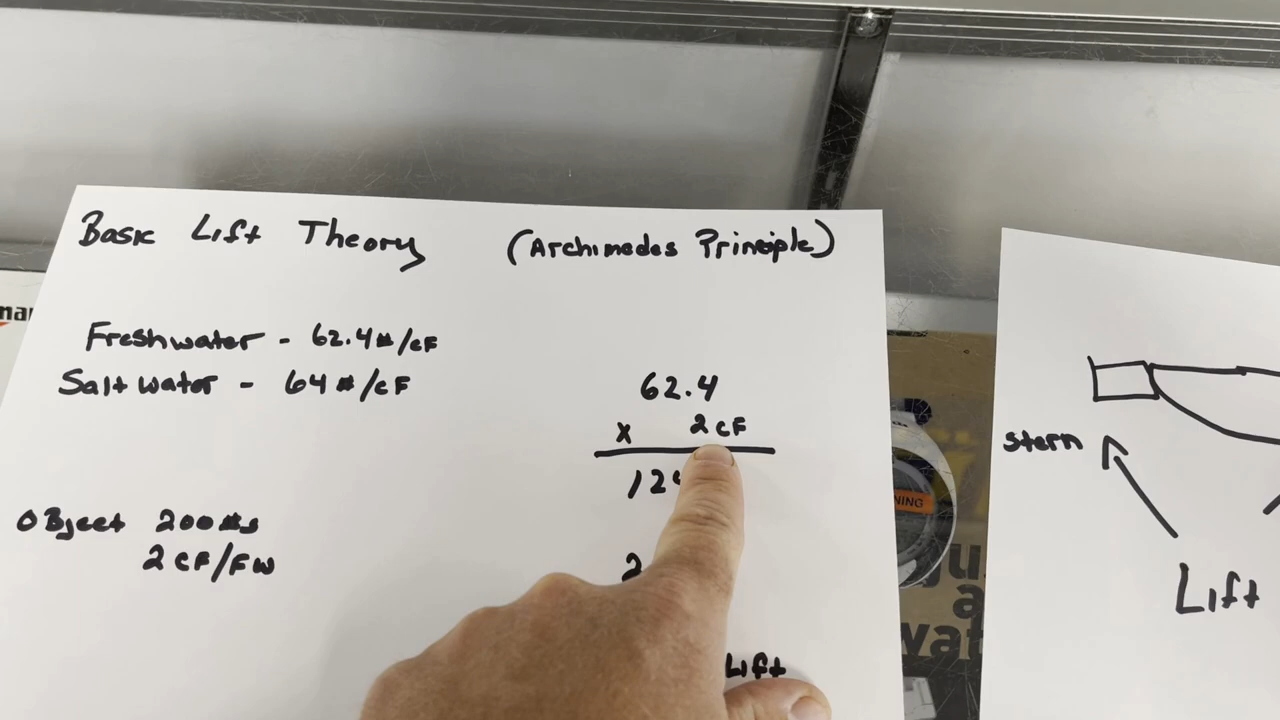 Basic Lift Theory (Archimedes Principle)
Freshwater - 62.4#/CF
Saltwater - 64#/CF
62.4
x 2CF
Object 200#s
2CF/FW
Lift
stern
Lift
NING